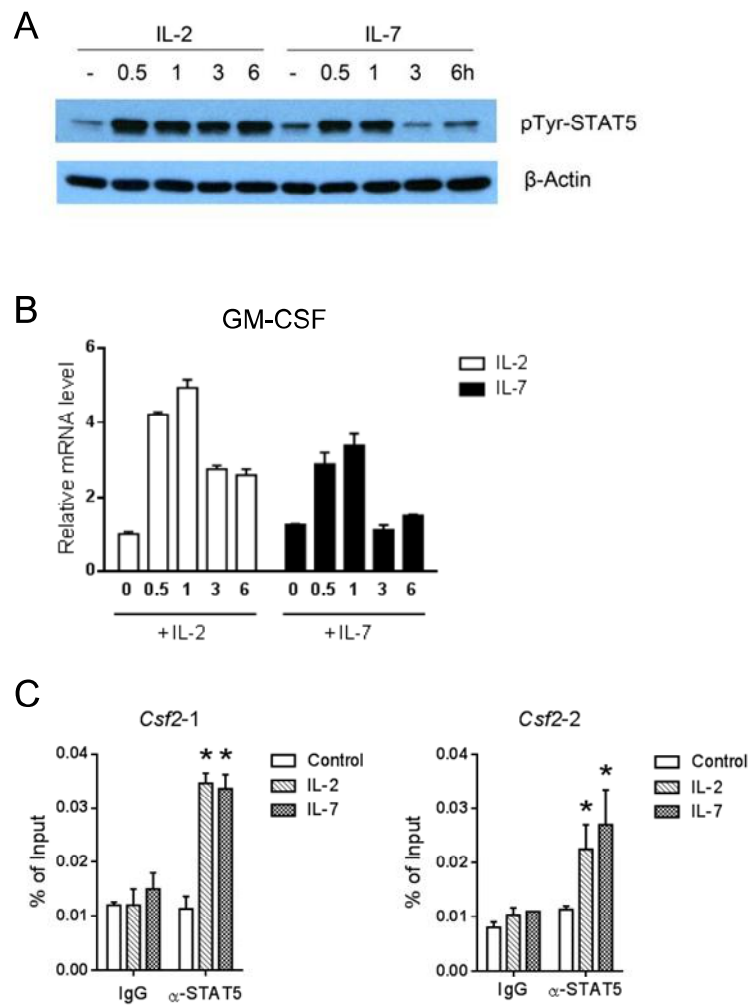 A
IL-2 IL-7
- 0.5 1 3 6 - 0.5 1 3 6h
pTyr-STAT5
β-Actin
B
GM-CSF
Relative mRNA level
6
4
2
0
IL-2
IL-7
0 0.5 1 3 6 0 0.5 1 3 6
+IL-2 +IL-7
C
Csf2-1
% of Input
0.04
0.03
0.02
0.01
0.00
* *
Control
IL-2
IL-7
IgG α-STAT5
Csf2-2
% of Input
0.04
0.03
0.02
0.01
0.00
*
*
Control
IL-2
IL-7
IgG α-STAT5